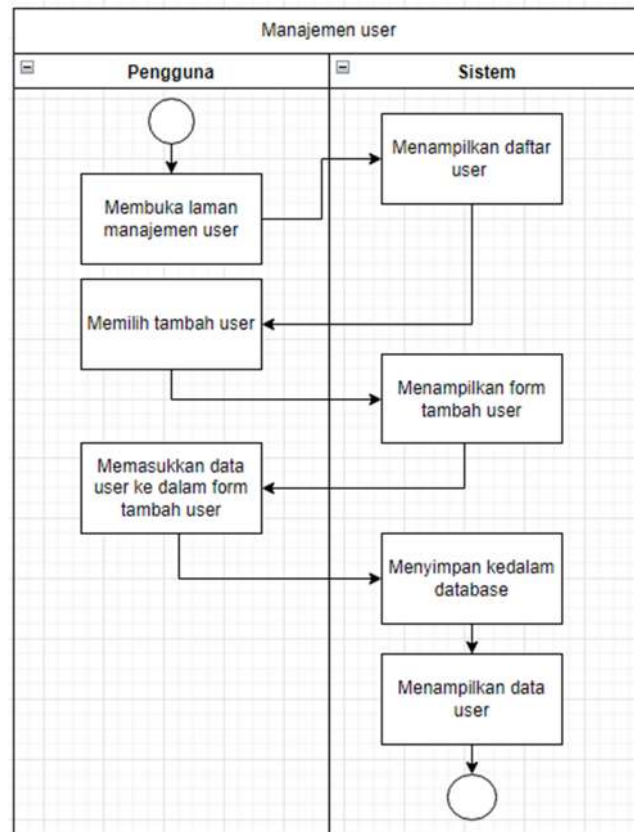 Manajemen user
Pengguna
Sistem
Menampilkan daftar
user
Membuka laman
manajemen user
Memilih tambah user
Menampilkan form
tambah user
Memasukkan data
user ke dalam form
tambah user
Menyimpan kedalam
database
Menampilkan data
user